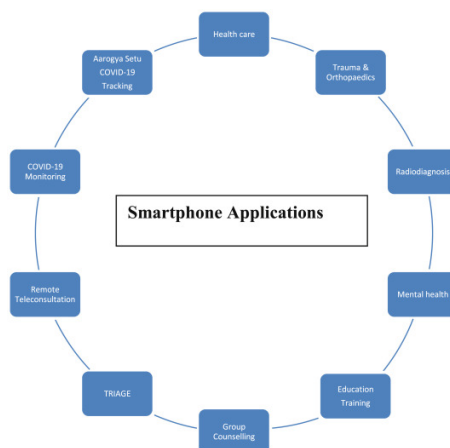 Health care
Trauma &
Orthopaedics
Radiodiagnosis
Mental health
Education
Training
Group
Counselling
TRIAGE
Remote
Teleconsultation
COVID-19
Monitoring
Aarogya Setu
COVID-19
Tracking
Smartphone Applications